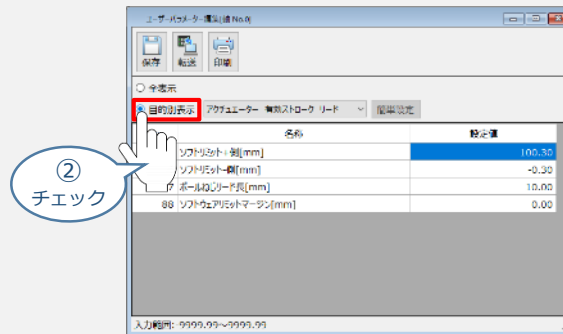 ユーザーパラメーター編集[軸 No.0]
保存 転送 印刷
全表示
目的別表示 アクチュエーター 有効ストローク リード 簡単設定
名称 設定値
ソフトリミット+側[mm] 100.30
ソフトリミット-側[mm] -0.30
7 ボールねじリード長[mm] 10.00
88 ソフトウェアリミットマージン[mm] 0.00
②
チェック
入力範囲:-9999.99~9999.99